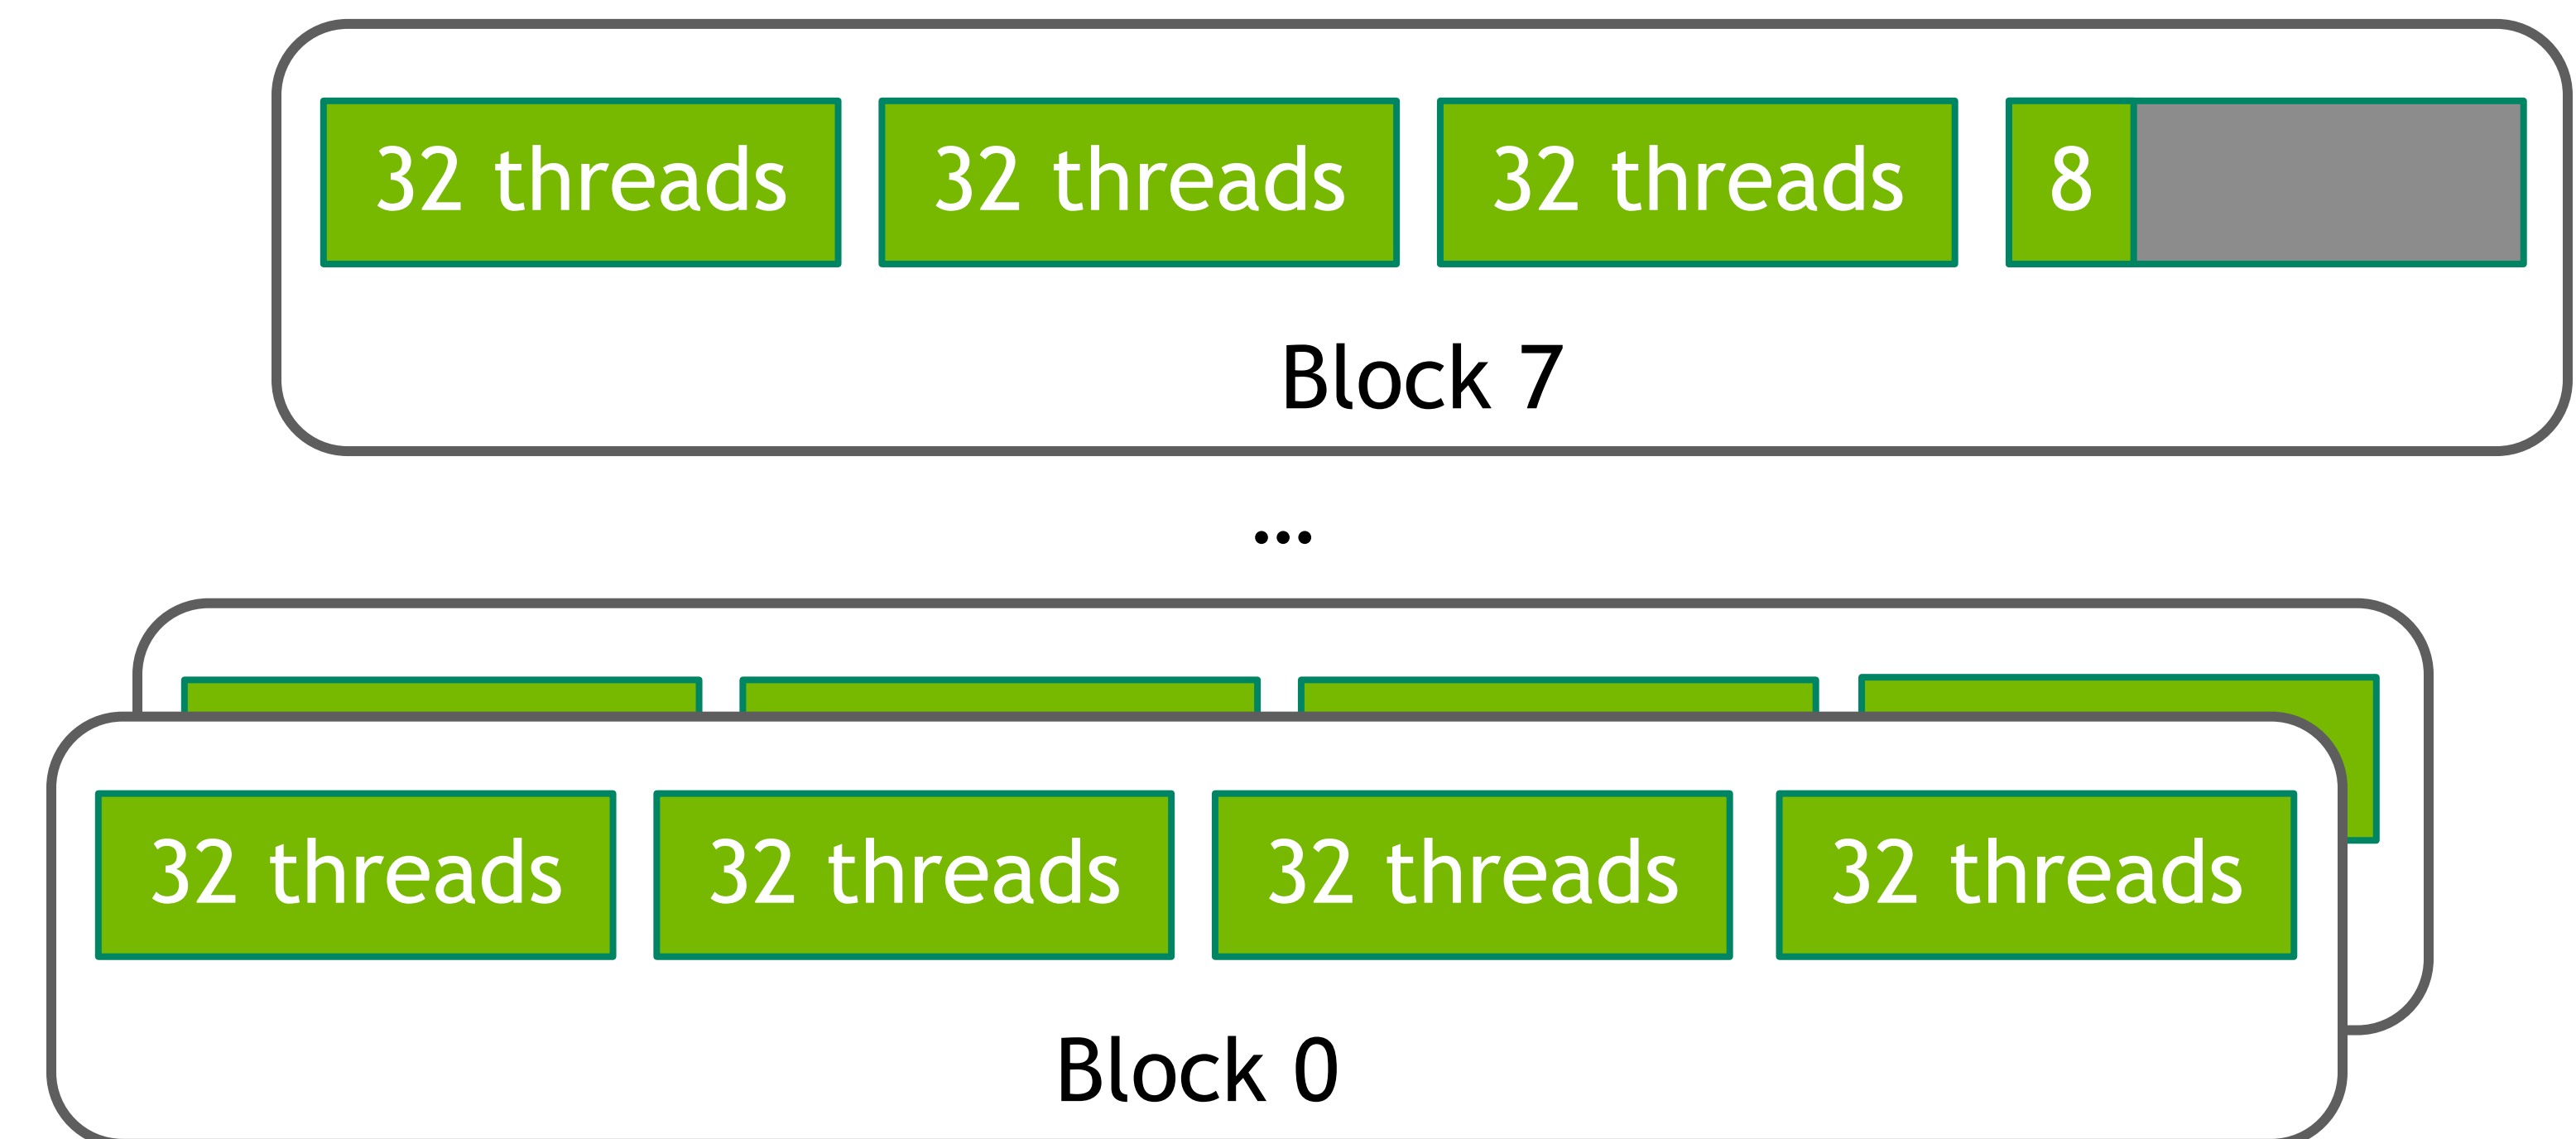 32 threads 32 threads 32 threads 8
Block 7
...
32 threads 32 threads 32 threads 32 threads
Block 0